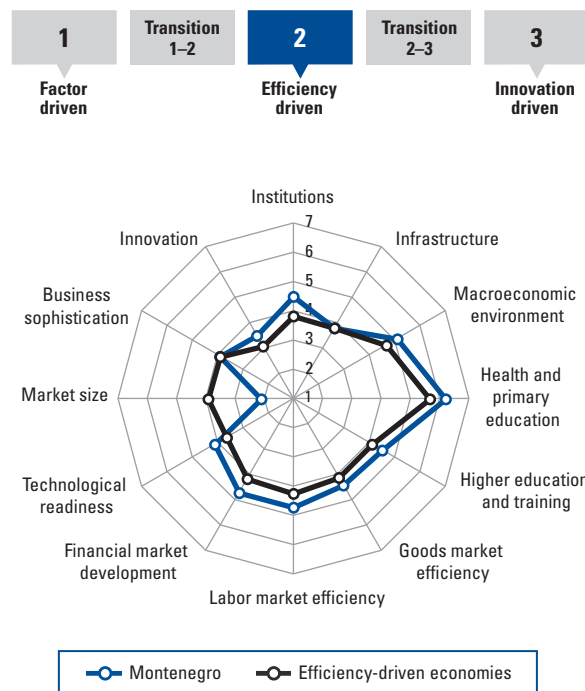 1
Transition
1–2
2
Transition
2–3
3
Factor
driven
Efficiency
driven
Innovation
driven
Institutions
7
6
5
4
3
2
1
Infrastructure
Macroeconomic
environment
Health and
primary
education
Higher education
and training
Goods market
efficiency
Labor market efficiency
Financial market
development
Technological
readiness
Market size
Business
sophistication
Innovation
Montenegro
Efficiency-driven economies